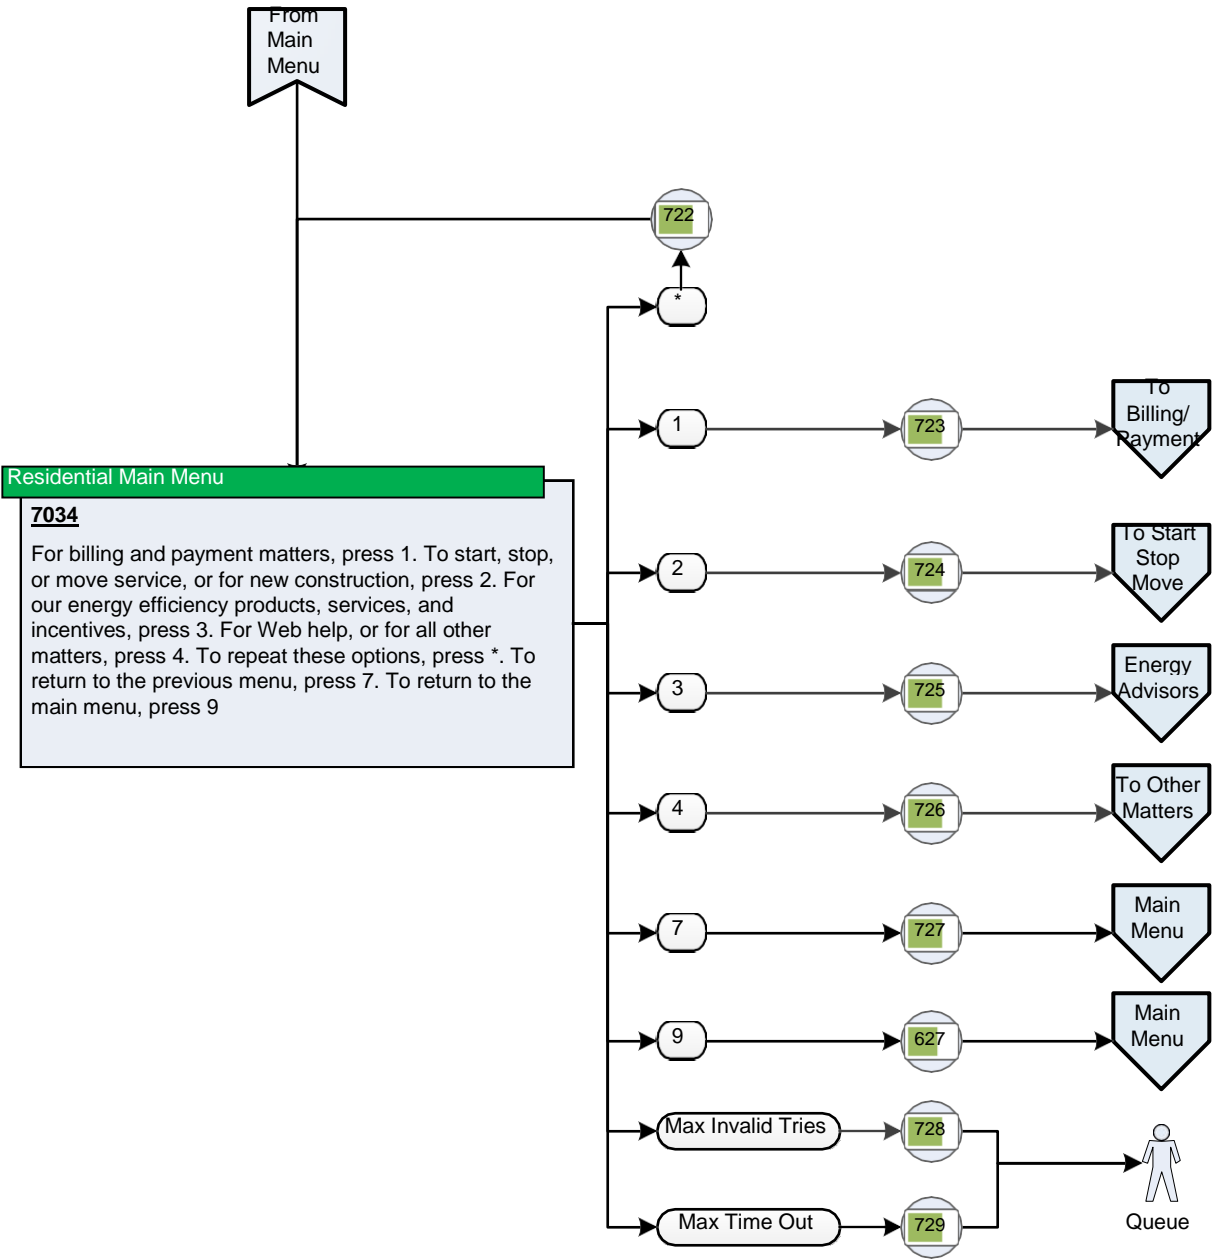 From
Main
Menu
722
*
1
723
To
Billing/
Payment
Residential Main Menu
7034
For billing and payment matters, press 1. To start, stop,
or move service, or for new construction, press 2. For
our energy efficiency products, services, and
incentives, press 3. For Web help, or for all other
matters, press 4. To repeat these options, press *. To
return to the previous menu, press 7. To return to the
main menu, press 9
2
724
To Start
Stop
Move
3
725
Energy
Advisors
4
726
To Other
Matters
7
727
Main
Menu
9
627
Main
Menu
Max Invalid Tries
728
Max Time Out
729
Queue